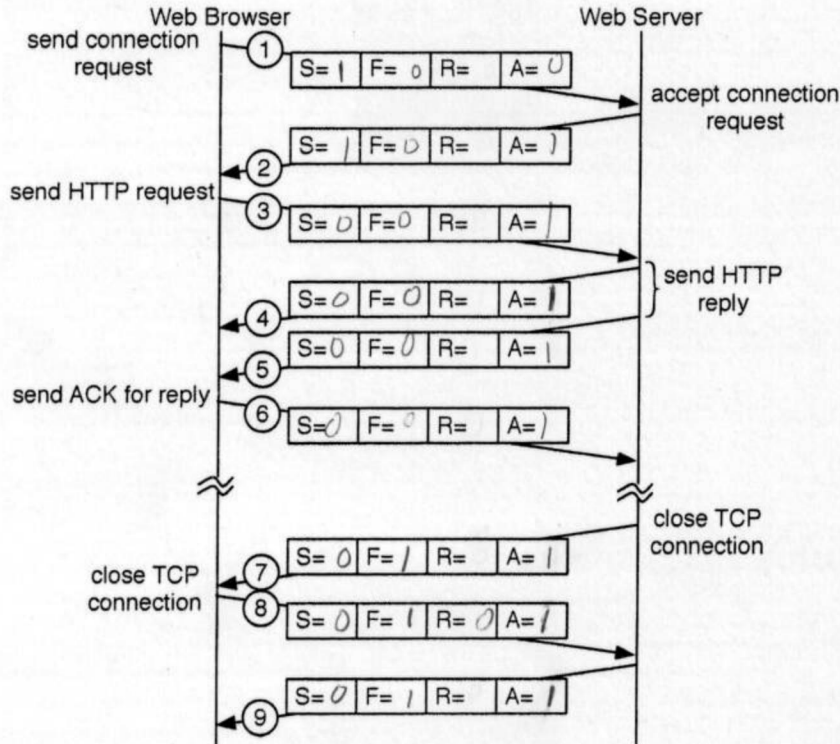 Web Browser Web Server
send connection request
1
S= 1 F= 0 R= A= 0
accept connection request
S= 1 F= 0 R= A= 1
2
send HTTP request
3
S= 0 F= 0 R= A= 1
send HTTP reply
S= 0 F= 0 R= A= 1
4
S= 0 F= 0 R= A= 1
5
send ACK for reply
6
S= 0 F= 0 R= A= 1
close TCP connection
S= 0 F= 1 R= A= 1
7
close TCP connection
8
S= 0 F= 1 R= 0 A= 1
S= 0 F= 1 R= A= 1
9